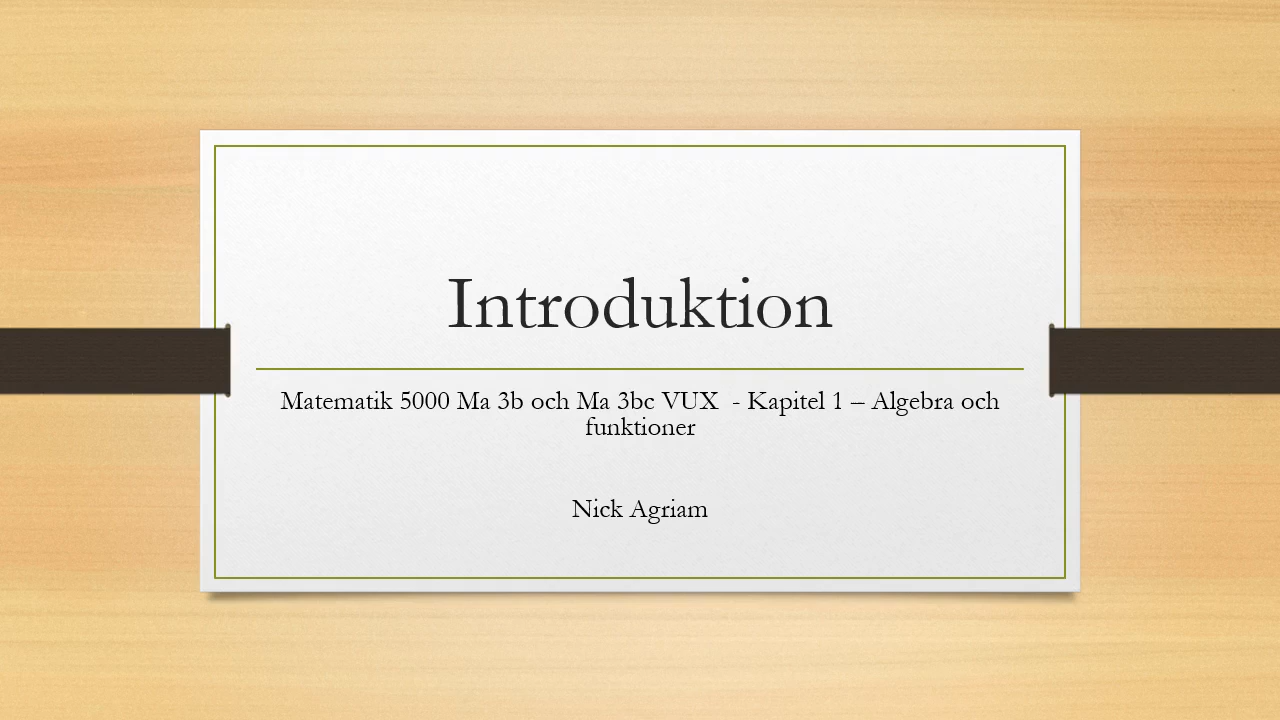 Introduktion
Matematik 5000 Ma 3b och Ma 3bc VUX  - Kapitel 1 – Algebra och
funktioner
Nick Agriam